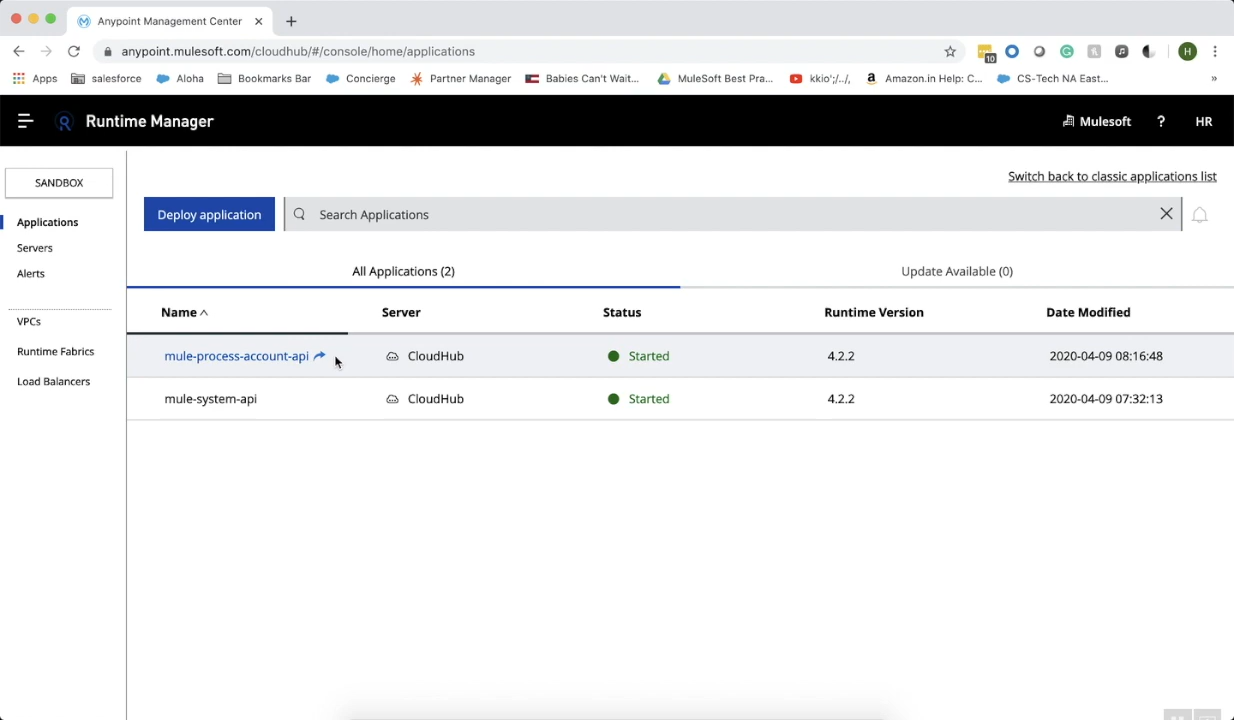 Anypoint Management Center
anypoint.mulesoft.com/cloudhub/#/console/home/applications
10
H
Apps salesforce Aloha Bookmarks Bar Concierge Partner Manager Babies Can't Wait... MuleSoft Best Pra... kkio';/../, Amazon.in Help: C... CS-Tech NA East... »
Runtime Manager Mulesoft ? HR
Switch back to classic applications list
SANDBOX
Deploy application Search Applications
Applications
Servers
Alerts
VPCs
Runtime Fabrics
Load Balancers
All Applications (2) Update Available (0)
Name Server Status Runtime Version Date Modified
mule-process-account-api CloudHub Started 4.2.2 2020-04-09 08:16:48
mule-system-api CloudHub Started 4.2.2 2020-04-09 07:32:13